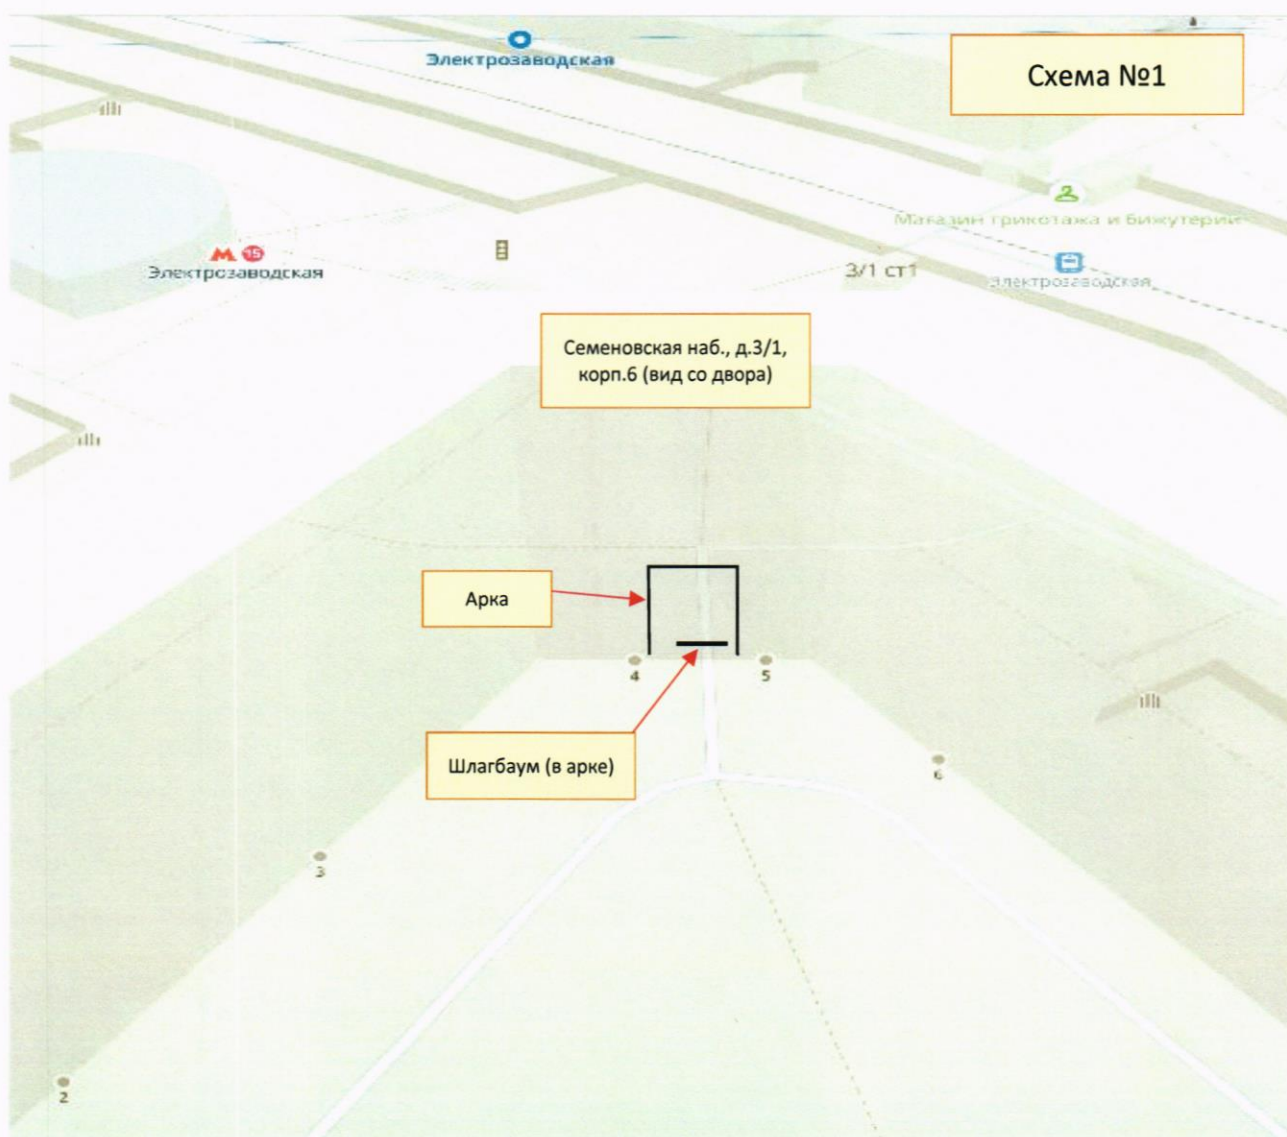 Электрозаводская
Схема №1
Магазин трикотажа и бижутерии
М 15
Электрозаводская
3/1 ст1
Электрозаводская
Семеновская наб., д.3/1,
корп.6 (вид со двора)
Арка
4
5
Шлагбаум (в арке)
6
3
2